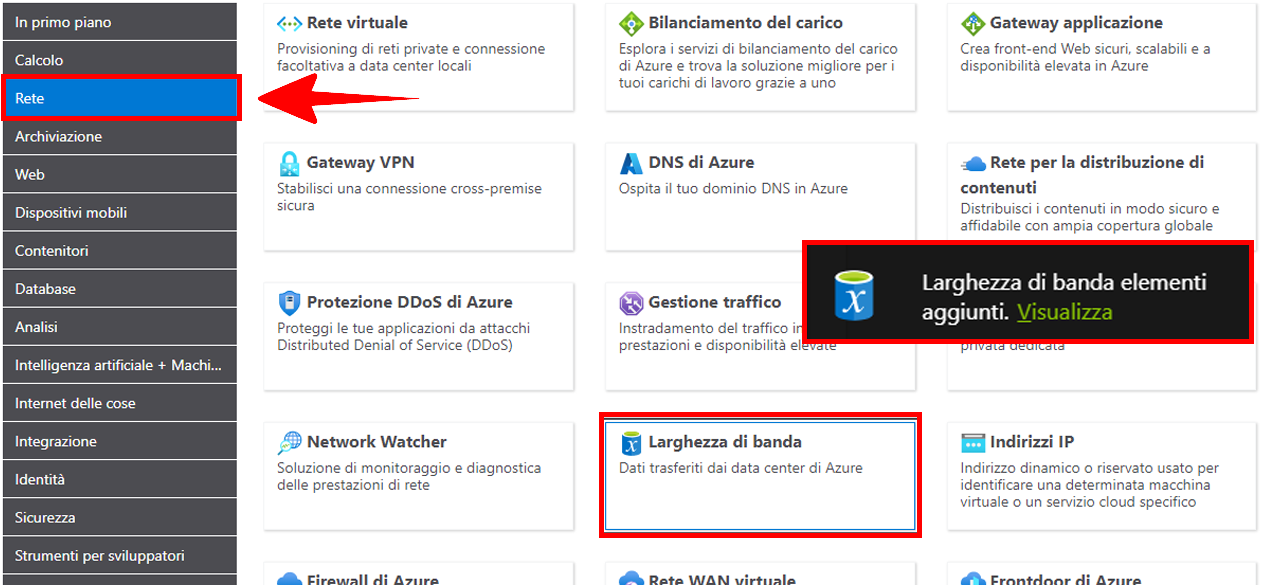 In primo piano
Calcolo
Rete
Archiviazione
Web
Dispositivi mobili
Contenitori
Database
Analisi
Intelligenza artificiale + Machi...
Internet delle cose
Integrazione
Identità
Sicurezza
Strumenti per sviluppatori
Rete virtuale
Provisioning di reti private e connessione
facoltativa a data center locali
Bilanciamento del carico
Esplora i servizi di bilanciamento del carico
di Azure e trova la soluzione migliore per i
tuoi carichi di lavoro grazie a uno
Gateway applicazione
Crea front-end Web sicuri, scalabili e a
disponibilità elevata in Azure
Gateway VPN
Stabilisci una connessione cross-premise
sicura
DNS di Azure
Ospita il tuo dominio DNS in Azure
Rete per la distribuzione di
contenuti
Distribuisci i contenuti in modo sicuro e
affidabile con ampia copertura globale
Protezione DDoS di Azure
Proteggi le tue applicazioni da attacchi
Distributed Denial of Service (DDoS)
Gestione traffico
Instradamento del traffico in
prestazioni e disponibilità elevate
Larghezza di banda elementi
aggiunti. Visualizza
privata dedicata
Network Watcher
Soluzione di monitoraggio e diagnostica
delle prestazioni di rete
Larghezza di banda
Dati trasferiti dai data center di Azure
Indirizzi IP
Indirizzo dinamico o riservato usato per
identificare una determinata macchina
virtuale o un servizio cloud specifico
Firewall di Azure
Rete WAN virtuale
Frontdoor di Azure